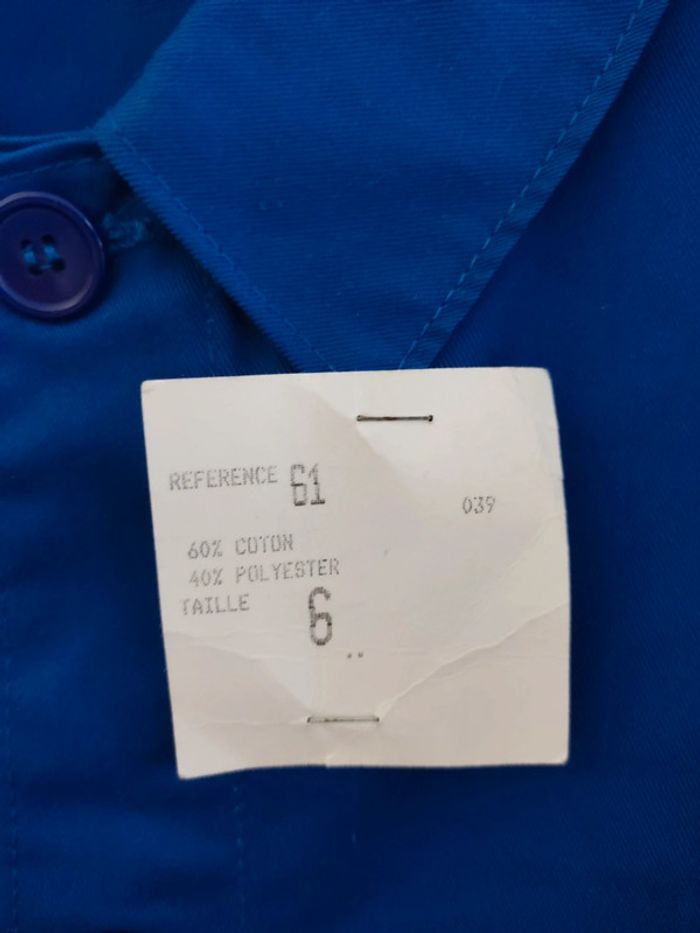 REFERENCE 61
039
60% COTON
40% POLYESTER
TAILLE 6
..